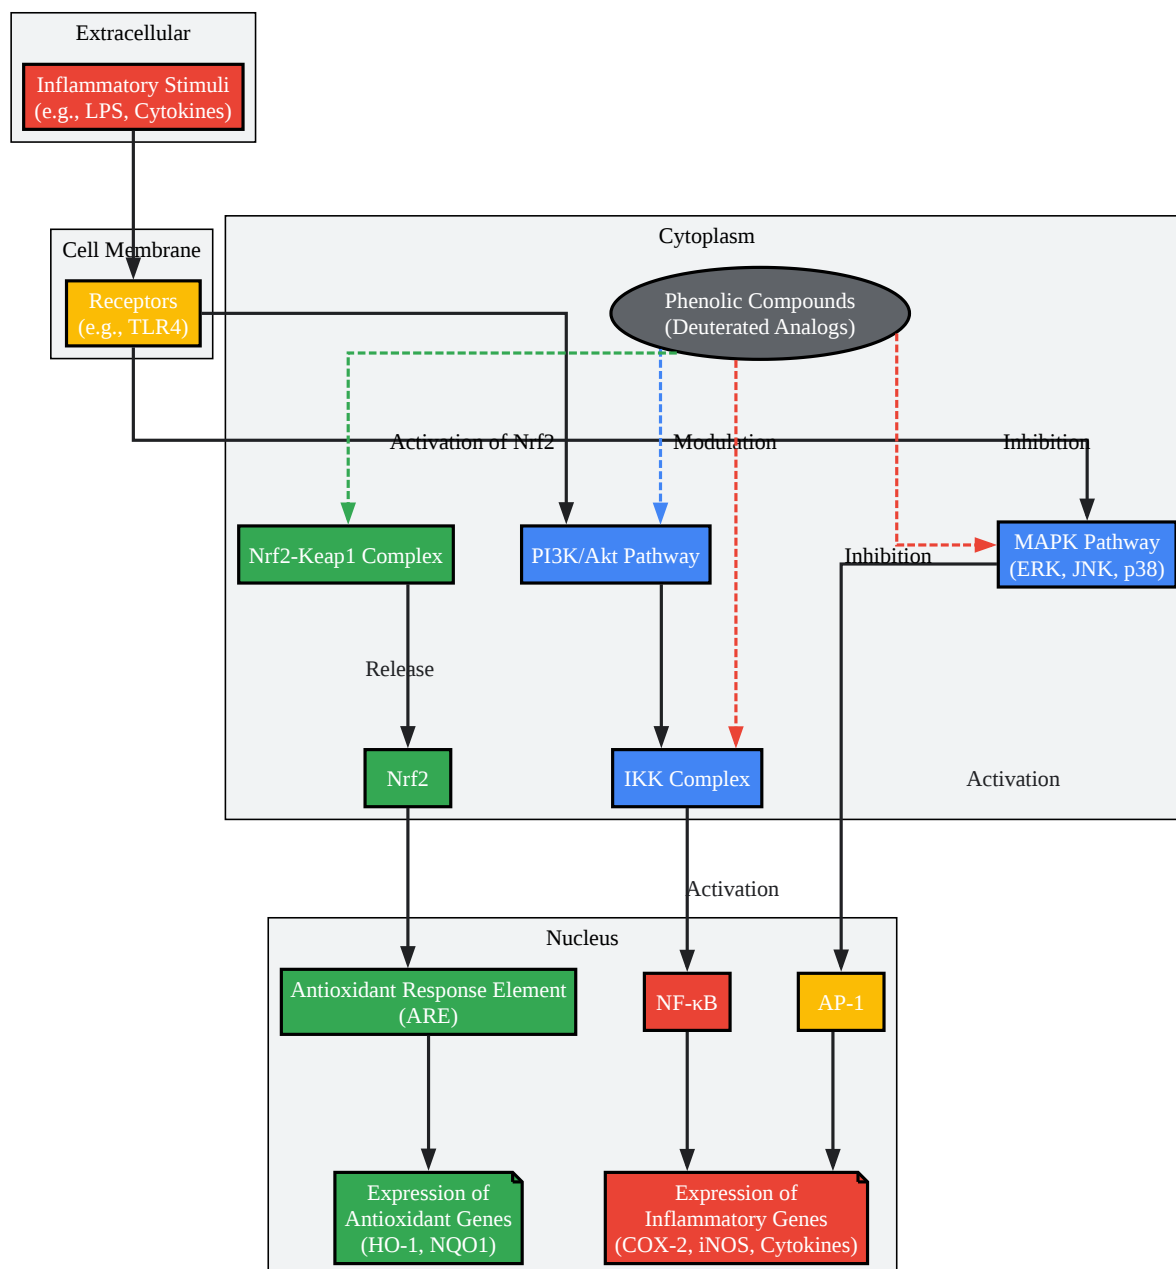 Extracellular
Inflammatory Stimuli
(e.g., LPS, Cytokines)
Cell Membrane
Receptors
(e.g., TLR4)
Cytoplasm
Phenolic Compounds
(Deuterated Analogs)
Activation of Nrf2
Modulation
Inhibition
Nrf2-Keap1 Complex
PI3K/Akt Pathway
Inhibition
MAPK Pathway
(ERK, JNK, p38)
Release
Nrf2
IKK Complex
Activation
Activation
Nucleus
Antioxidant Response Element
(ARE)
NF-κB
AP-1
Expression of
Antioxidant Genes
(HO-1, NQO1)
Expression of
Inflammatory Genes
(COX-2, iNOS, Cytokines)